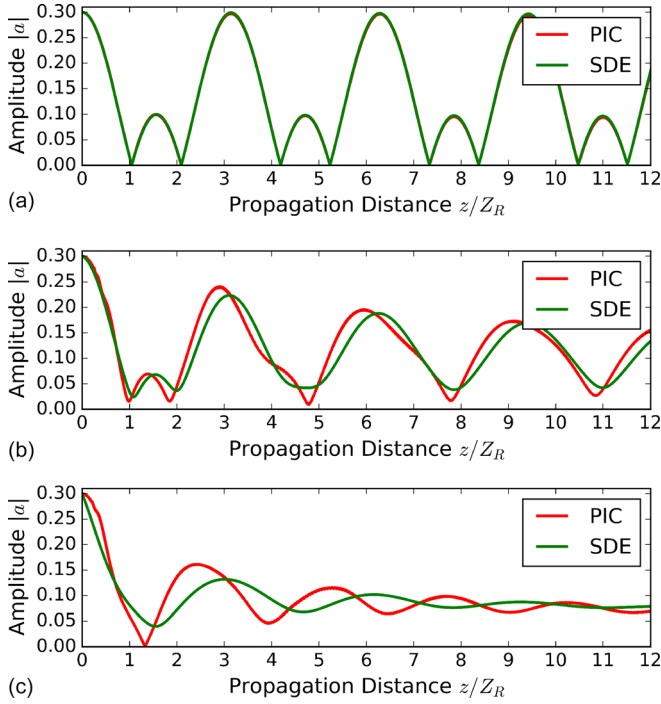 0.30
0.25
0.20
0.15
0.10
0.05
0.00
Amplitude |a|
PIC
SDE
0 1 2 3 4 5 6 7 8 9 10 11 12
Propagation Distance z/Z_R
(a)
0.30
0.25
0.20
0.15
0.10
0.05
0.00
Amplitude |a|
PIC
SDE
0 1 2 3 4 5 6 7 8 9 10 11 12
Propagation Distance z/Z_R
(b)
0.30
0.25
0.20
0.15
0.10
0.05
0.00
Amplitude |a|
PIC
SDE
0 1 2 3 4 5 6 7 8 9 10 11 12
Propagation Distance z/Z_R
(c)